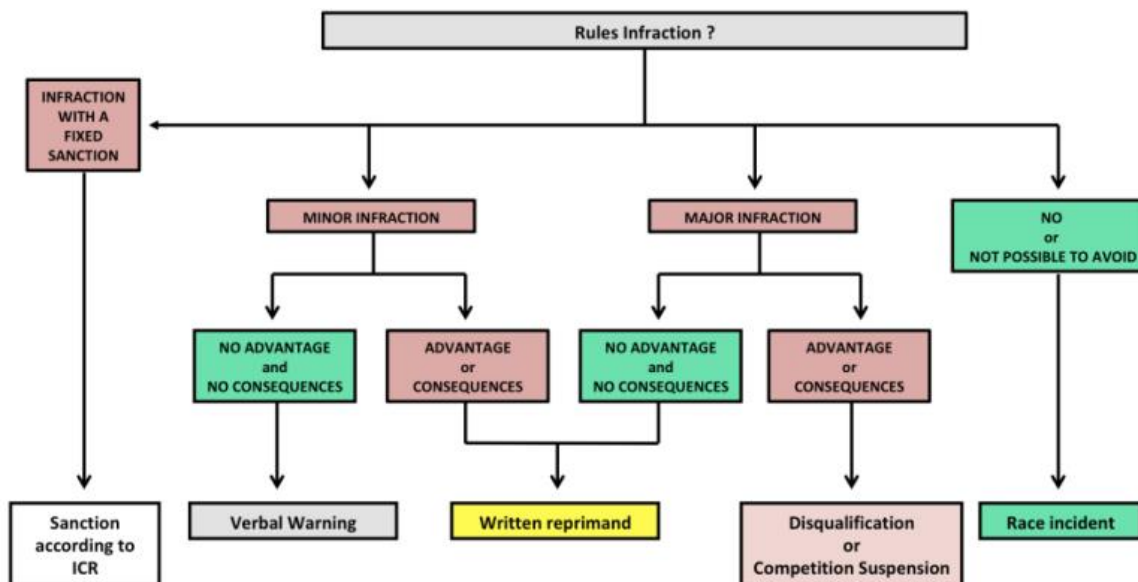 Rules Infraction ?
INFRACTION
WITH A
FIXED
SANCTION
MINOR INFRACTION
MAJOR INFRACTION
NO
or
NOT POSSIBLE TO AVOID
NO ADVANTAGE
and
NO CONSEQUENCES
ADVANTAGE
or
CONSEQUENCES
NO ADVANTAGE
and
NO CONSEQUENCES
ADVANTAGE
or
CONSEQUENCES
Sanction
according to
ICR
Verbal Warning
Written reprimand
Disqualification
or
Competition Suspension
Race incident